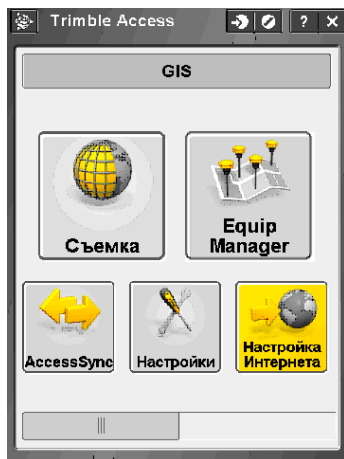 Trimble Access
? ×
GIS
Съемка
Equip
Manager
AccessSync
Настройки
Настройка
Интернета